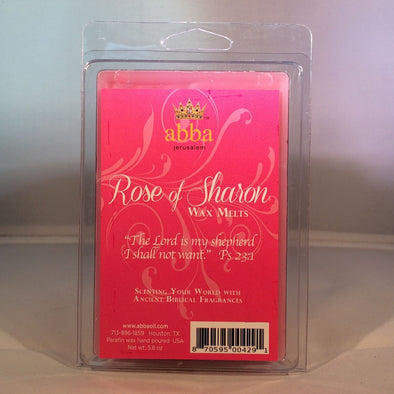 abba
jerusalem
Rose of Sharon
WAX MELTS
"The Lord is my shepherd
I shall not want." Ps 23:1
SCENTING YOUR WORLD WITH
ANCIENT BIBLICAL FRAGRANCES
www.abbaoil.com
713-896-1859 Houston, TX
Parafin wax hand poured USA
Net wt. 5.8 oz
8 70595 00429 1